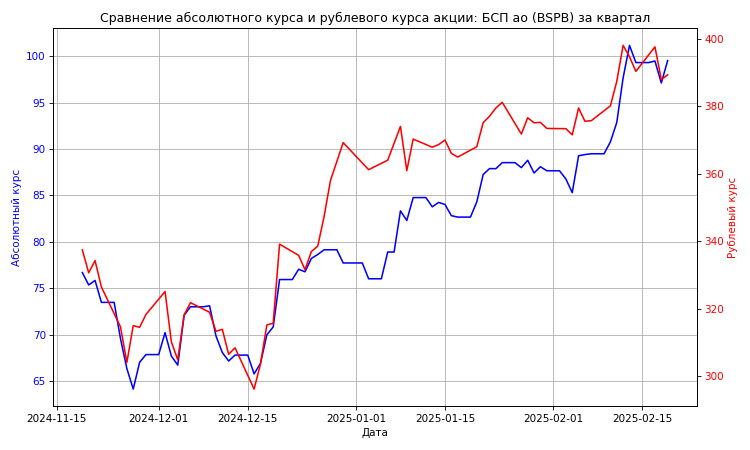 Сравнение абсолютного курса и рублевого курса акции: БСП ао (BSPB) за квартал
Абсолютный курс
100
95
90
85
80
75
70
65
400
380
360
340
320
300
Рублевый курс
2024-11-15 2024-12-01 2024-12-15 2025-01-01 2025-01-15 2025-02-01 2025-02-15
Дата